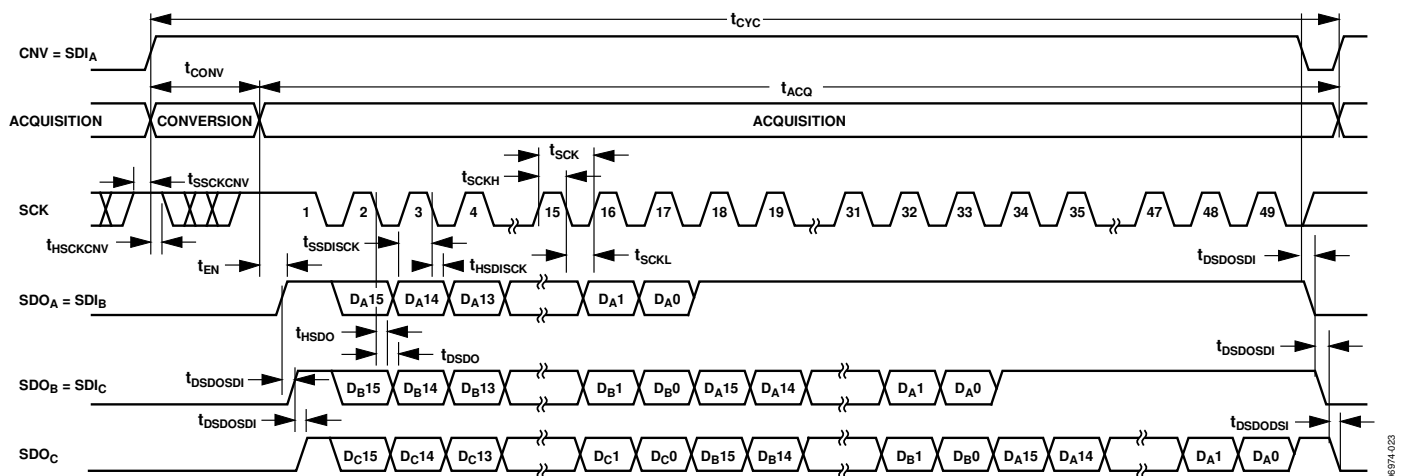 tCYC
CNV = SDIA
tCONV
tACQ
ACQUISITION CONVERSION ACQUISITION
tSCK
tSSCKCNV
tSCKH
SCK 1 2 3 4 15 16 17 18 19 31 32 33 34 35 47 48 49
tHSCKCNV
tSSDISCK
tEN tHSDISCK tSCKL tDSDOSDI
SDOA = SDIB DA15 DA14 DA13 DA1 DA0
tHSDO
tDSDO tDSDOSDI
tDSDOSDI
SDOB = SDIC DB15 DB14 DB13 DB1 DB0 DA15 DA14 DA1 DA0
tDSDOSDI tDSDODSI
SDOC DC15 DC14 DC13 DC1 DC0 DB15 DB14 DB1 DB0 DA15 DA14 DA1 DA0
06974-023